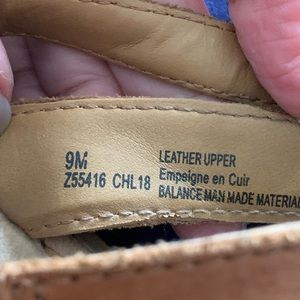 9M
Z55416 CHL18
LEATHER UPPER
Empeigne en Cuir
BALANCE MAN MADE MATERIAL